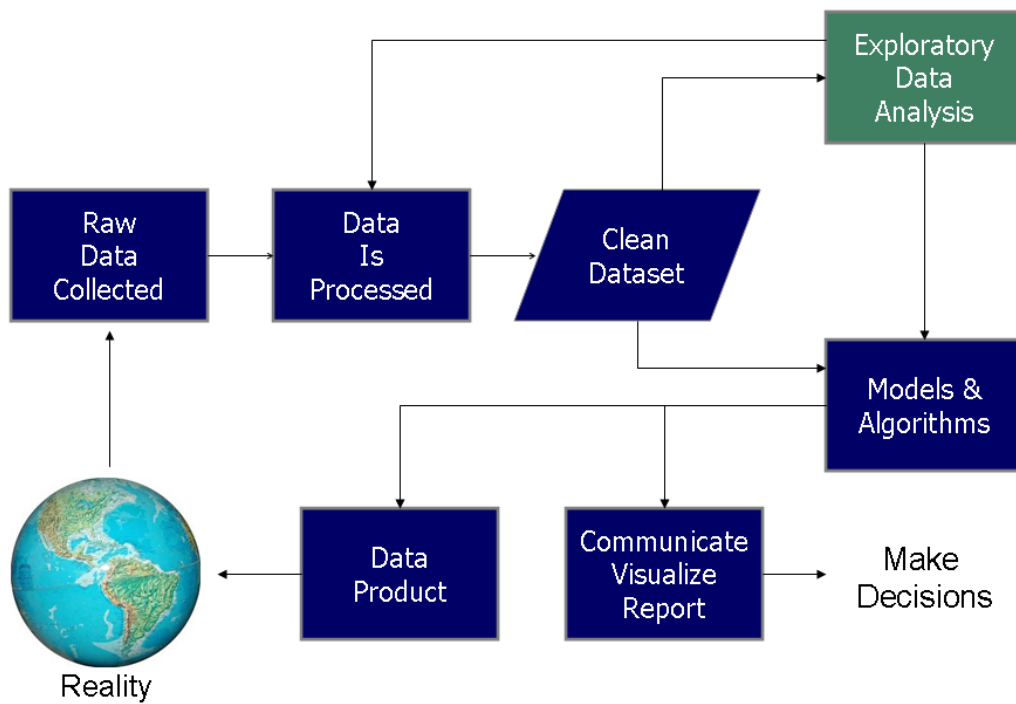 Exploratory
Data
Analysis
Raw
Data
Collected
Data
Is
Processed
Clean
Dataset
Models &
Algorithms
Data
Product
Communicate
Visualize
Report
Make
Decisions
Reality